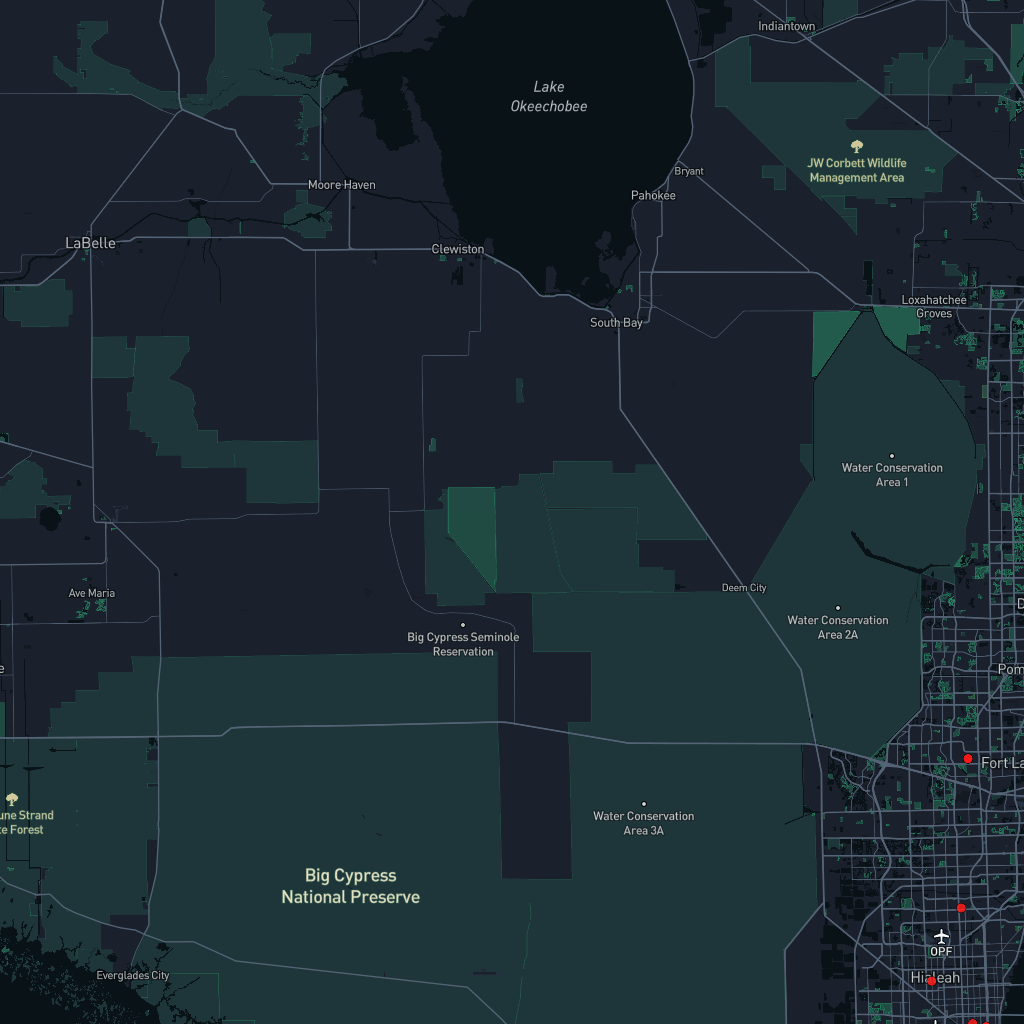 Indiantown
Lake
Okeechobee
JW Corbett Wildlife
Management Area
Bryant
Moore Haven
Pahokee
LaBelle
Clewiston
Loxahatchee
Groves
South Bay
Water Conservation
Area 1
Deem City
Ave Maria
Water Conservation
Area 2A
Big Cypress Seminole
Reservation
Pom
Fort La
Water Conservation
Area 3A
une Strand
te Forest
Big Cypress
National Preserve
OPF
Hialeah
Everglades City